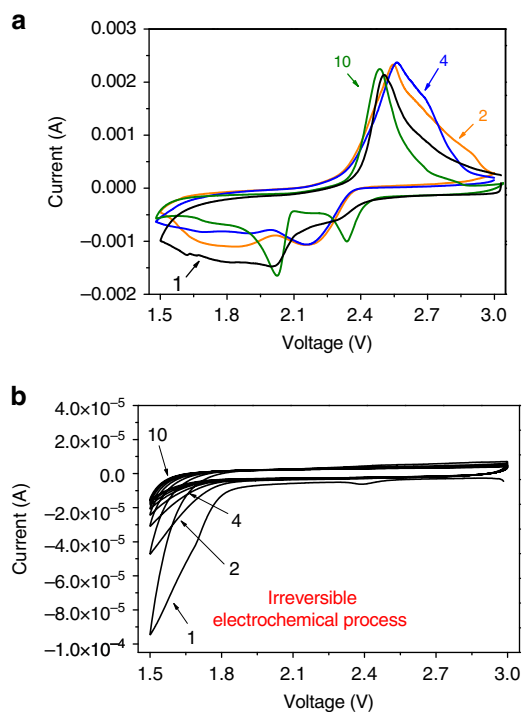 a
0.003
0.002
0.001
0.000
−0.001
−0.002
Current (A)
10
4
2
1
1.5 1.8 2.1 2.4 2.7 3.0
Voltage (V)
b
4.0×10⁻⁵
2.0×10⁻⁵
0.0
−2.0×10⁻⁵
−4.0×10⁻⁵
−6.0×10⁻⁵
−8.0×10⁻⁵
−1.0×10⁻⁴
Current (A)
10
4
2
1
Irreversible
electrochemical process
1.5 1.8 2.1 2.4 2.7 3.0
Voltage (V)